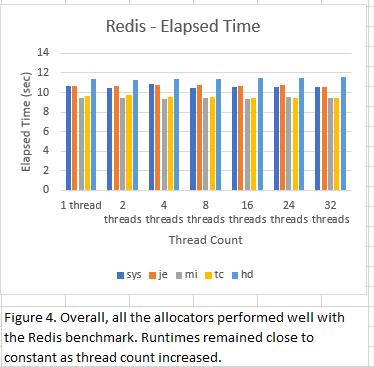 Redis - Elapsed Time
14
12
10
8
6
4
2
0
Elapsed Time (sec)
1 thread 2 threads 4 threads 8 threads 16 threads 24 threads 32 threads
Thread Count
sys je mi tc hd
Figure 4. Overall, all the allocators performed well with
the Redis benchmark. Runtimes remained close to
constant as thread count increased.